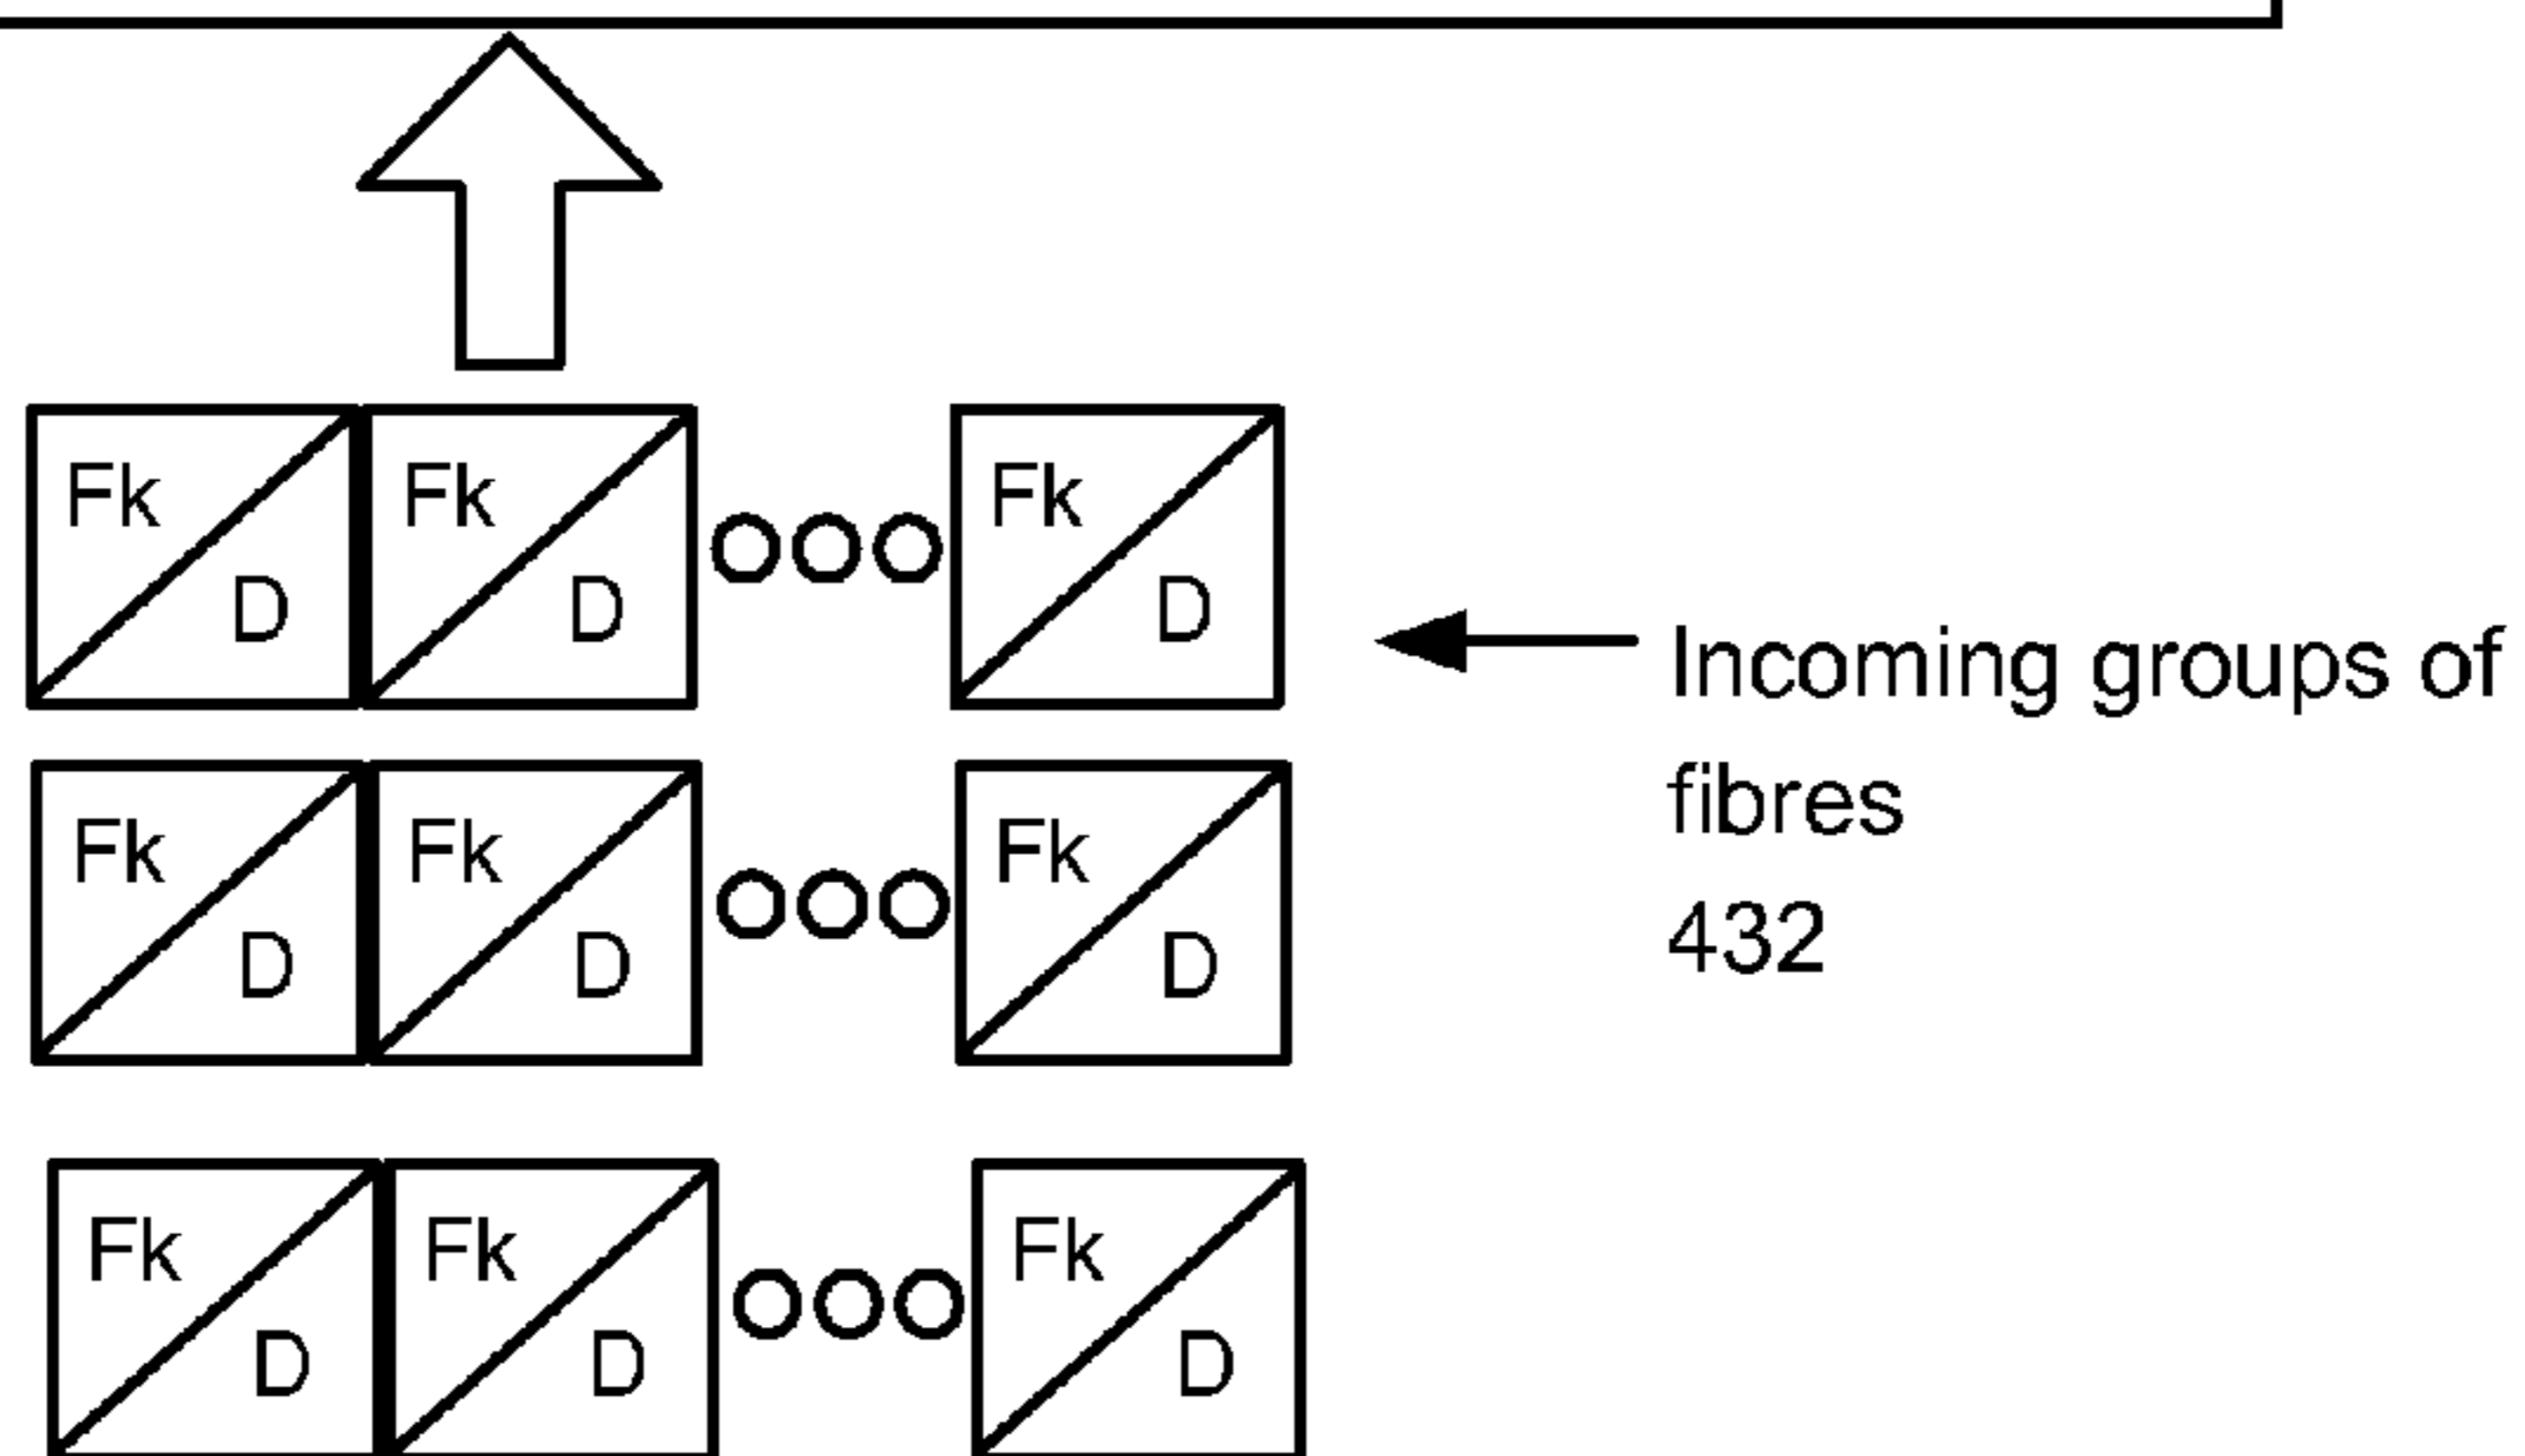 Fk Fk Fk
D D D
Incoming groups of
fibres
432
Fk Fk Fk
D D D
Fk Fk Fk
D D D